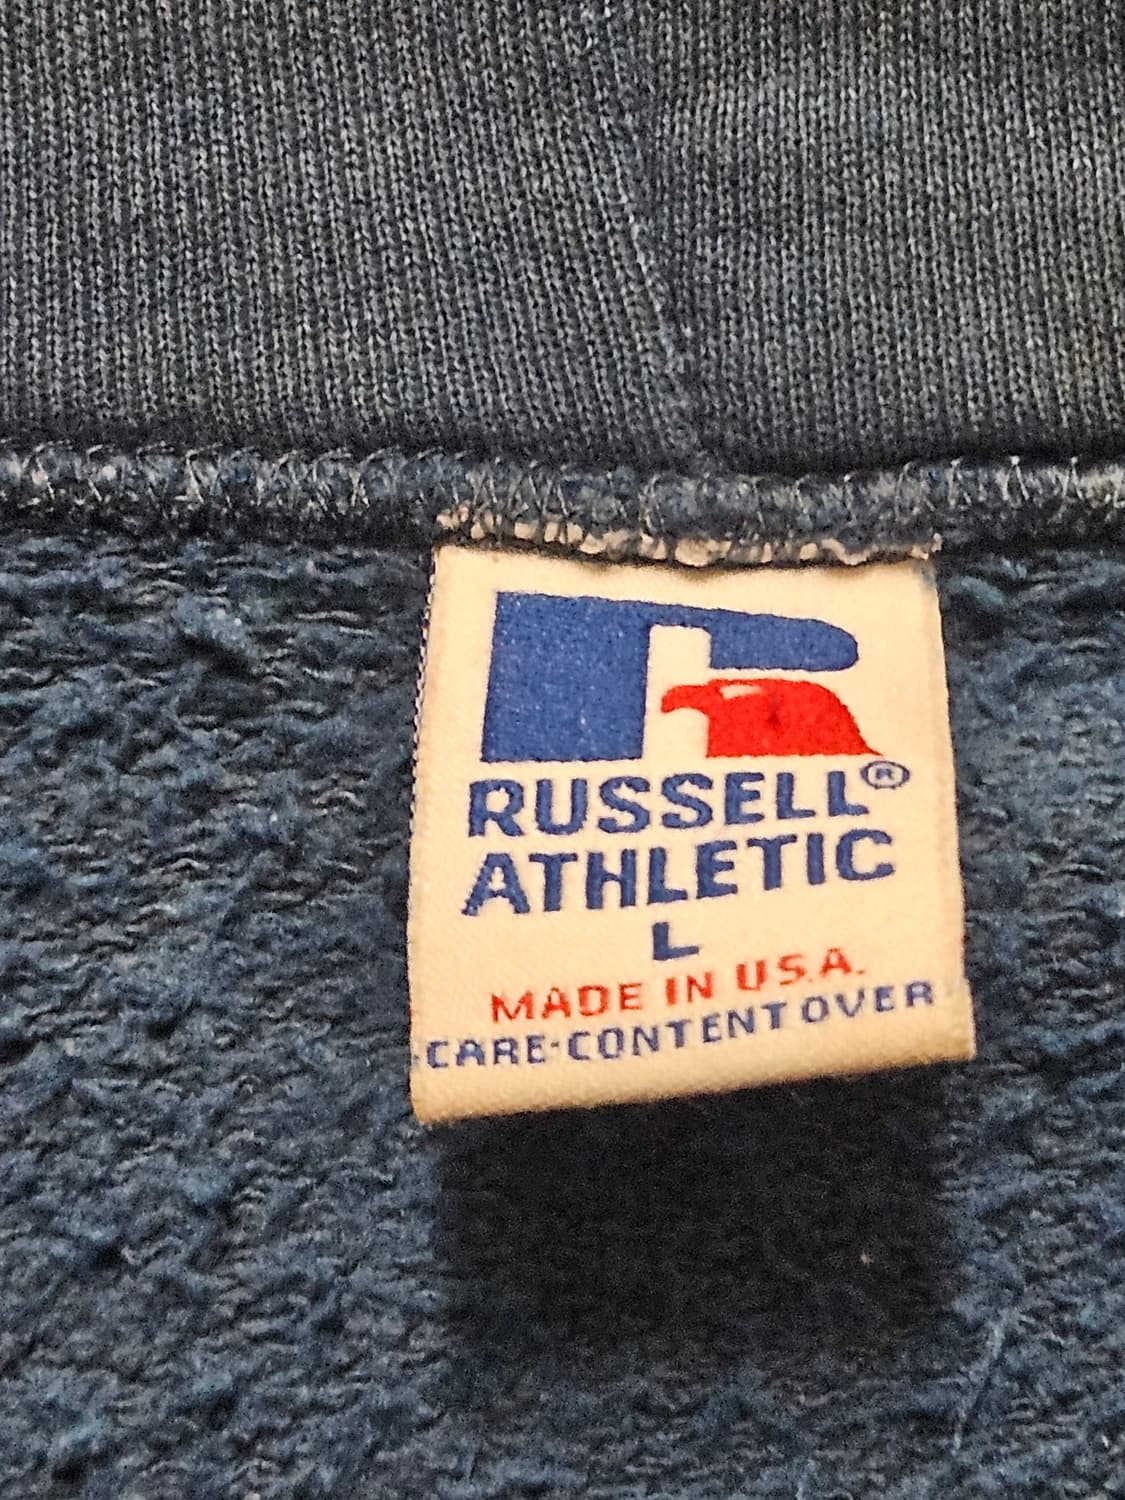 R
RUSSELL®
ATHLETIC
L
MADE IN U.S.A.
CARE-CONTENT OVER